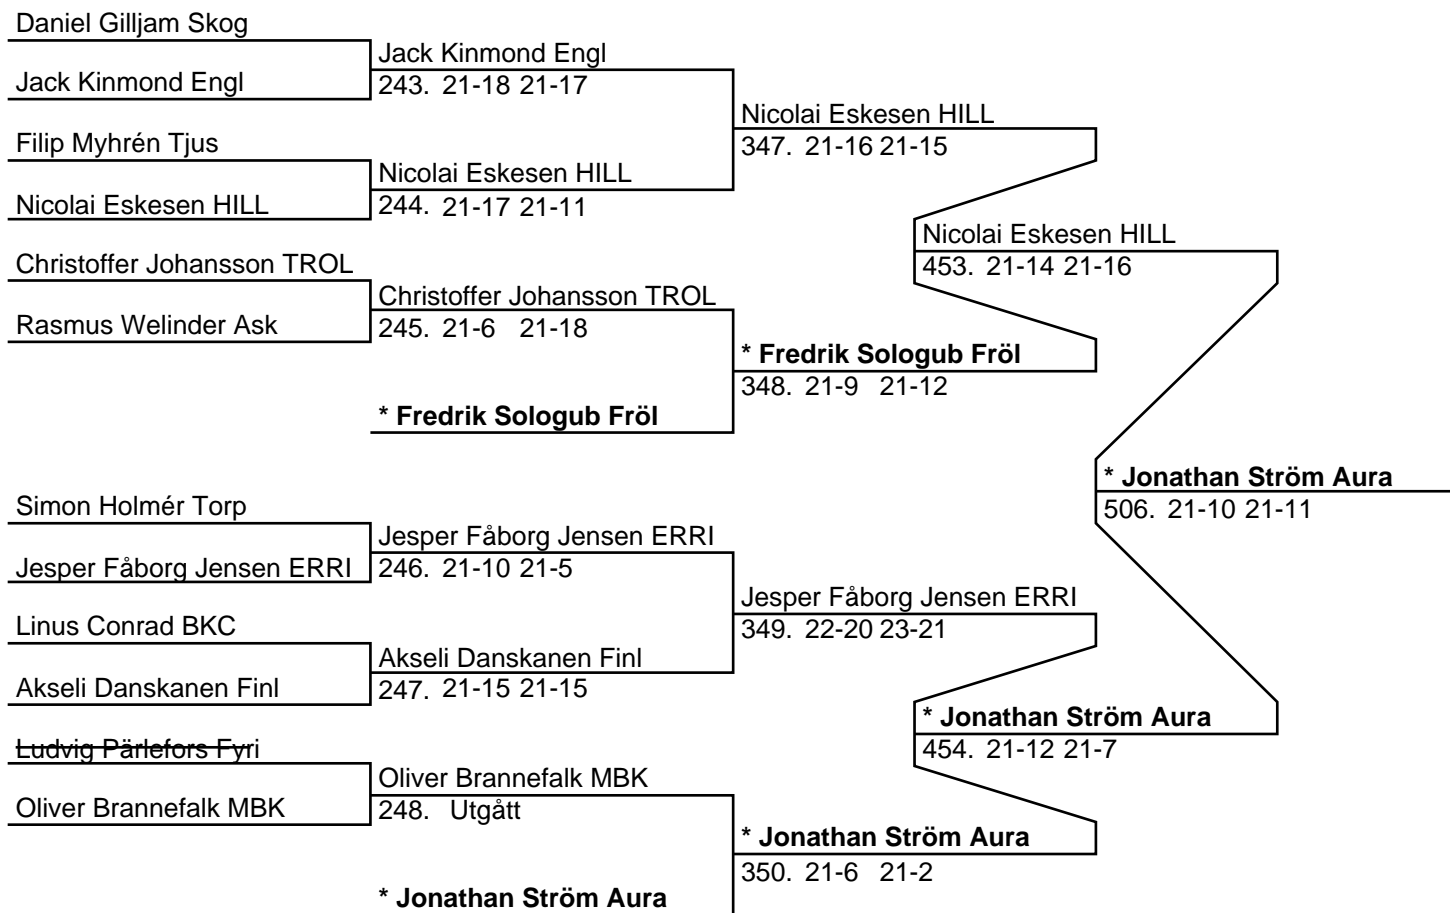 Daniel Gilljam Skog
Jack Kinmond Engl
Jack Kinmond Engl
243. 21-18 21-17
Nicolai Eskesen HILL
347. 21-16 21-15
Filip Myhrén Tjus
Nicolai Eskesen HILL
Nicolai Eskesen HILL
244. 21-17 21-11
Nicolai Eskesen HILL
453. 21-14 21-16
Christoffer Johansson TROL
Christoffer Johansson TROL
Rasmus Welinder Ask
245. 21-6 21-18
* Fredrik Sologub Fröl
348. 21-9 21-12
* Fredrik Sologub Fröl
* Jonathan Ström Aura
506. 21-10 21-11
Simon Holmér Torp
Jesper Fåborg Jensen ERRI
Jesper Fåborg Jensen ERRI
246. 21-10 21-5
Jesper Fåborg Jensen ERRI
349. 22-20 23-21
Linus Conrad BKC
Akseli Danskanen Finl
Akseli Danskanen Finl
247. 21-15 21-15
* Jonathan Ström Aura
454. 21-12 21-7
Ludvig Pärlefors Fyri
Oliver Brannefalk MBK
Oliver Brannefalk MBK
248. Utgått
* Jonathan Ström Aura
350. 21-6 21-2
* Jonathan Ström Aura